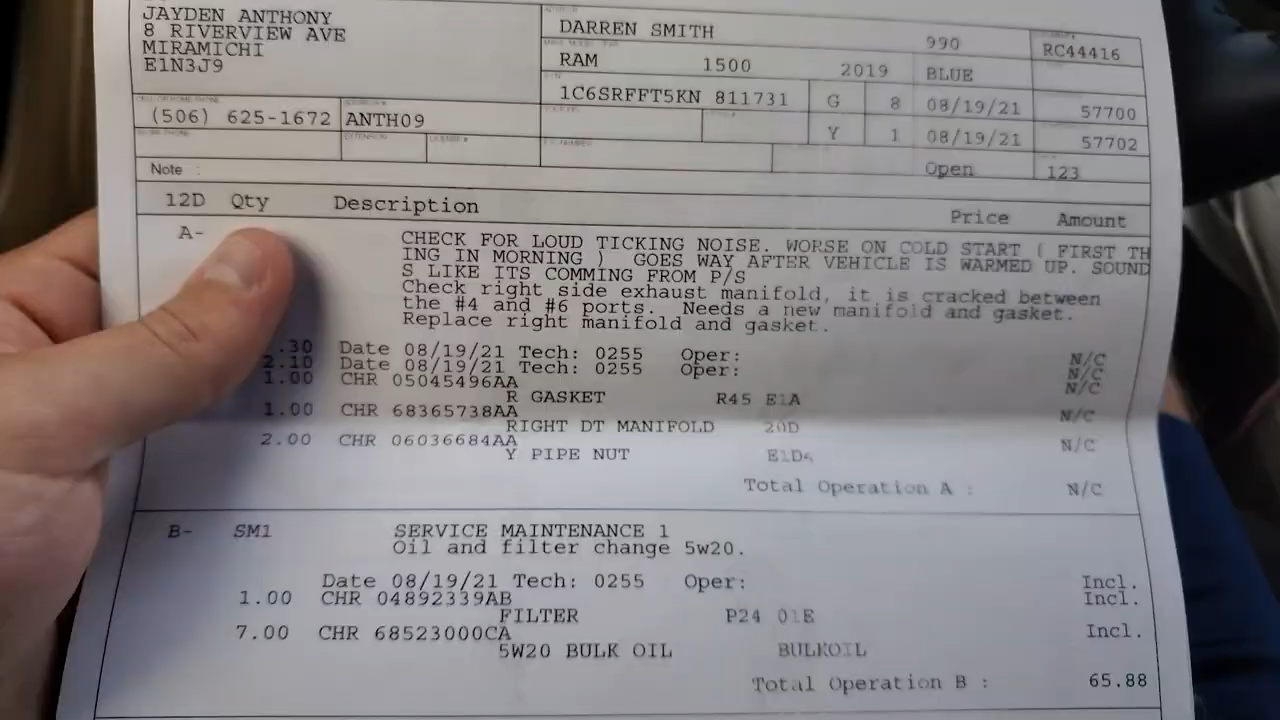 JAYDEN ANTHONY
8 RIVERVIEW AVE
MIRAMICHI
E1N3J9
DARREN SMITH 990 RC44416
RAM 1500 2019 BLUE
1C6SRFFT5KN 811731 G 8 08/19/21 57700
(506) 625-1672 ANTH09 Y 1 08/19/21 57702
Note : Open 123
12D Qty Description Price Amount
A- CHECK FOR LOUD TICKING NOISE. WORSE ON COLD START ( FIRST TH
ING IN MORNING ) GOES WAY AFTER VEHICLE IS WARMED UP. SOUND
S LIKE ITS COMMING FROM P/S
Check right side exhaust manifold, it is cracked between
the #4 and #6 ports. Needs a new manifold and gasket.
Replace right manifold and gasket.
.30 Date 08/19/21 Tech: 0255 Oper: N/C
2.10 Date 08/19/21 Tech: 0255 Oper: N/C
1.00 CHR 05045496AA N/C
R GASKET R45 E1A
1.00 CHR 68365738AA N/C
RIGHT DT MANIFOLD 20D
2.00 CHR 06036684AA N/C
Y PIPE NUT E1D4
Total Operation A : N/C
B- SM1 SERVICE MAINTENANCE 1
Oil and filter change 5w20.
Date 08/19/21 Tech: 0255 Oper: Incl.
1.00 CHR 04892339AB Incl.
FILTER P24 01E
7.00 CHR 68523000CA Incl.
5W20 BULK OIL BULKOIL
Total Operation B : 65.88